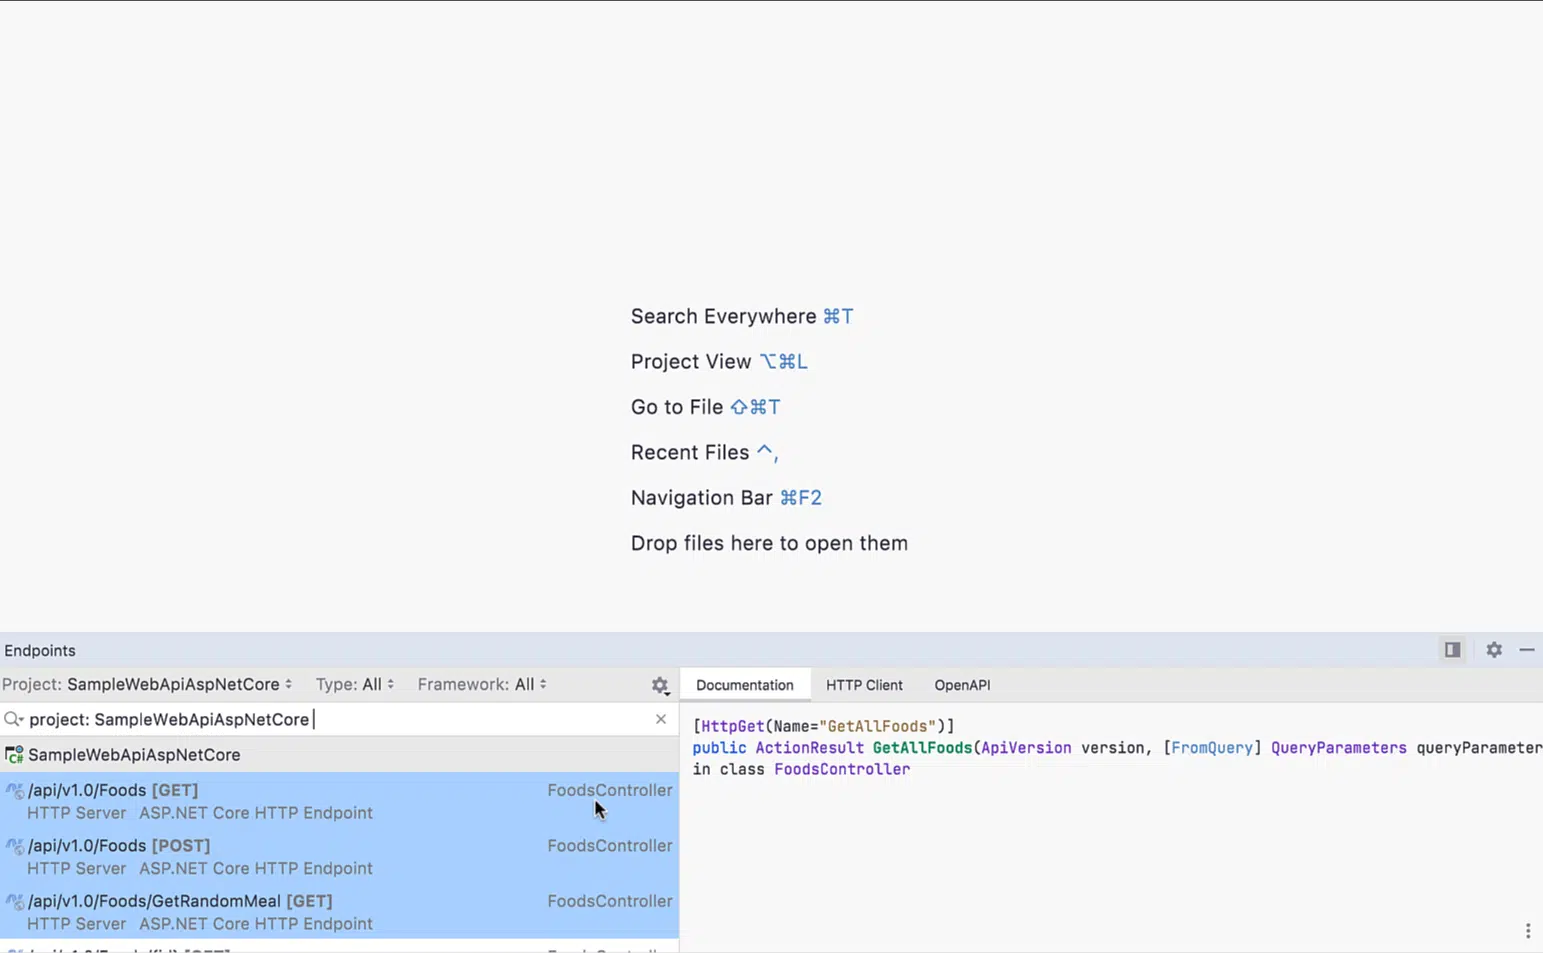 Search Everywhere ⌘T
Project View ⌥⌘L
Go to File ⇧⌘T
Recent Files ^,
Navigation Bar ⌘F2
Drop files here to open them
Endpoints
Project: SampleWebApiAspNetCore Type: All Framework: All
Documentation HTTP Client OpenAPI
project: SampleWebApiAspNetCore
SampleWebApiAspNetCore
/api/v1.0/Foods [GET] FoodsController
HTTP Server ASP.NET Core HTTP Endpoint
/api/v1.0/Foods [POST] FoodsController
HTTP Server ASP.NET Core HTTP Endpoint
/api/v1.0/Foods/GetRandomMeal [GET] FoodsController
HTTP Server ASP.NET Core HTTP Endpoint
[HttpGet(Name="GetAllFoods")]
public ActionResult GetAllFoods(ApiVersion version, [FromQuery] QueryParameters queryParameter
in class FoodsController